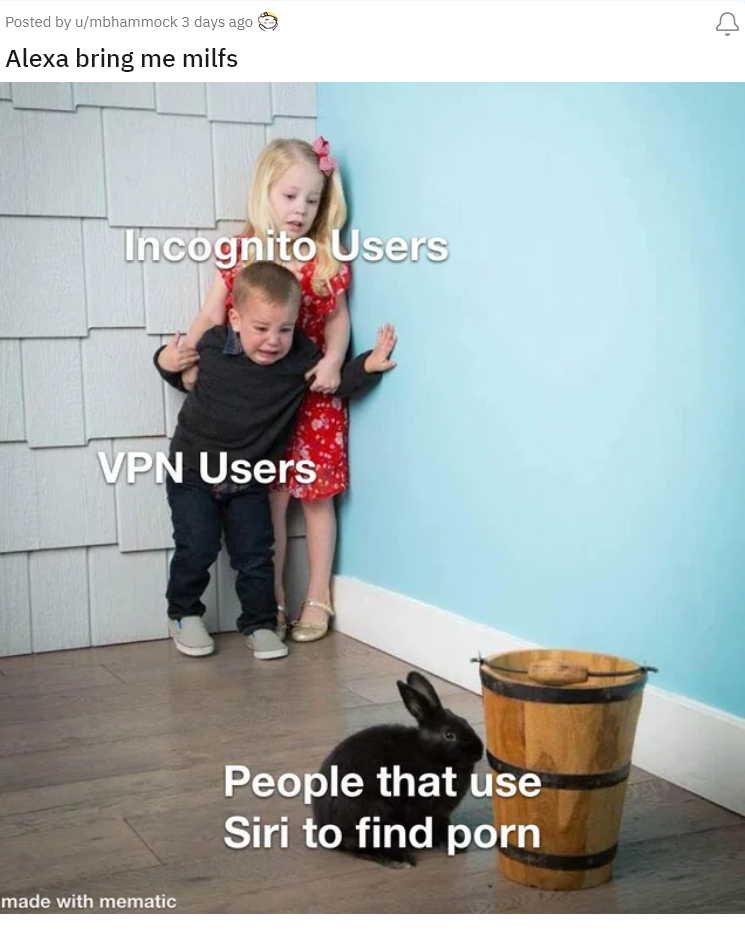 Posted by u/mbhammock 3 days ago
Alexa bring me milfs
Incognito Users
VPN Users
People that use
Siri to find porn
made with mematic